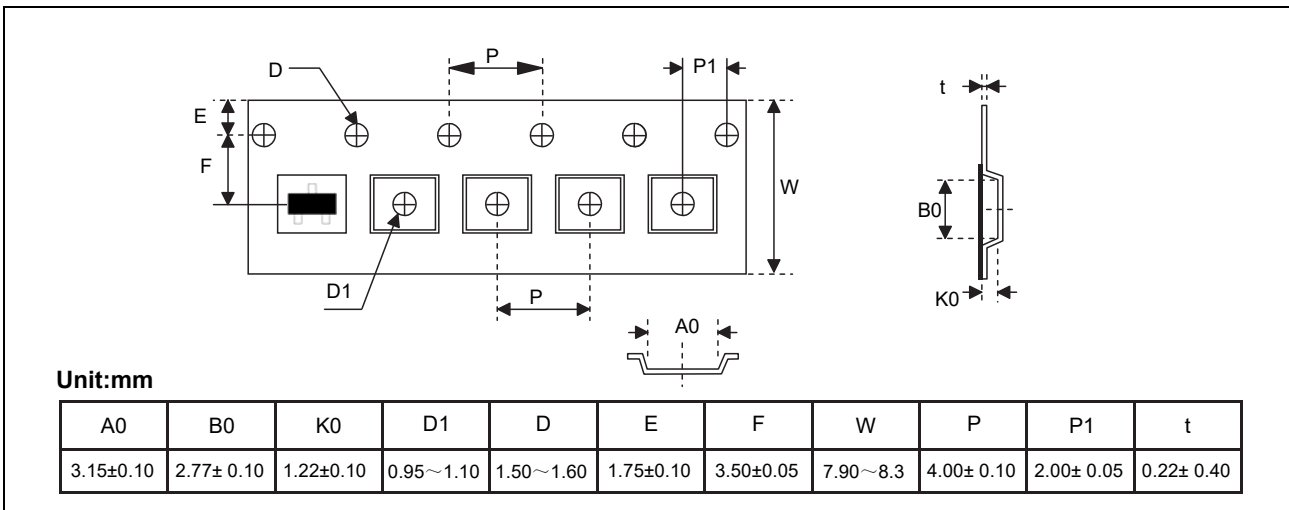 P
P1
D
t
E
F
W
B0
D1
P
K0
A0
Unit:mm
A0 B0 K0 D1 D E F W P P1 t
3.15±0.10 2.77± 0.10 1.22±0.10 0.95～1.10 1.50～1.60 1.75±0.10 3.50±0.05 7.90～8.3 4.00± 0.10 2.00± 0.05 0.22± 0.40